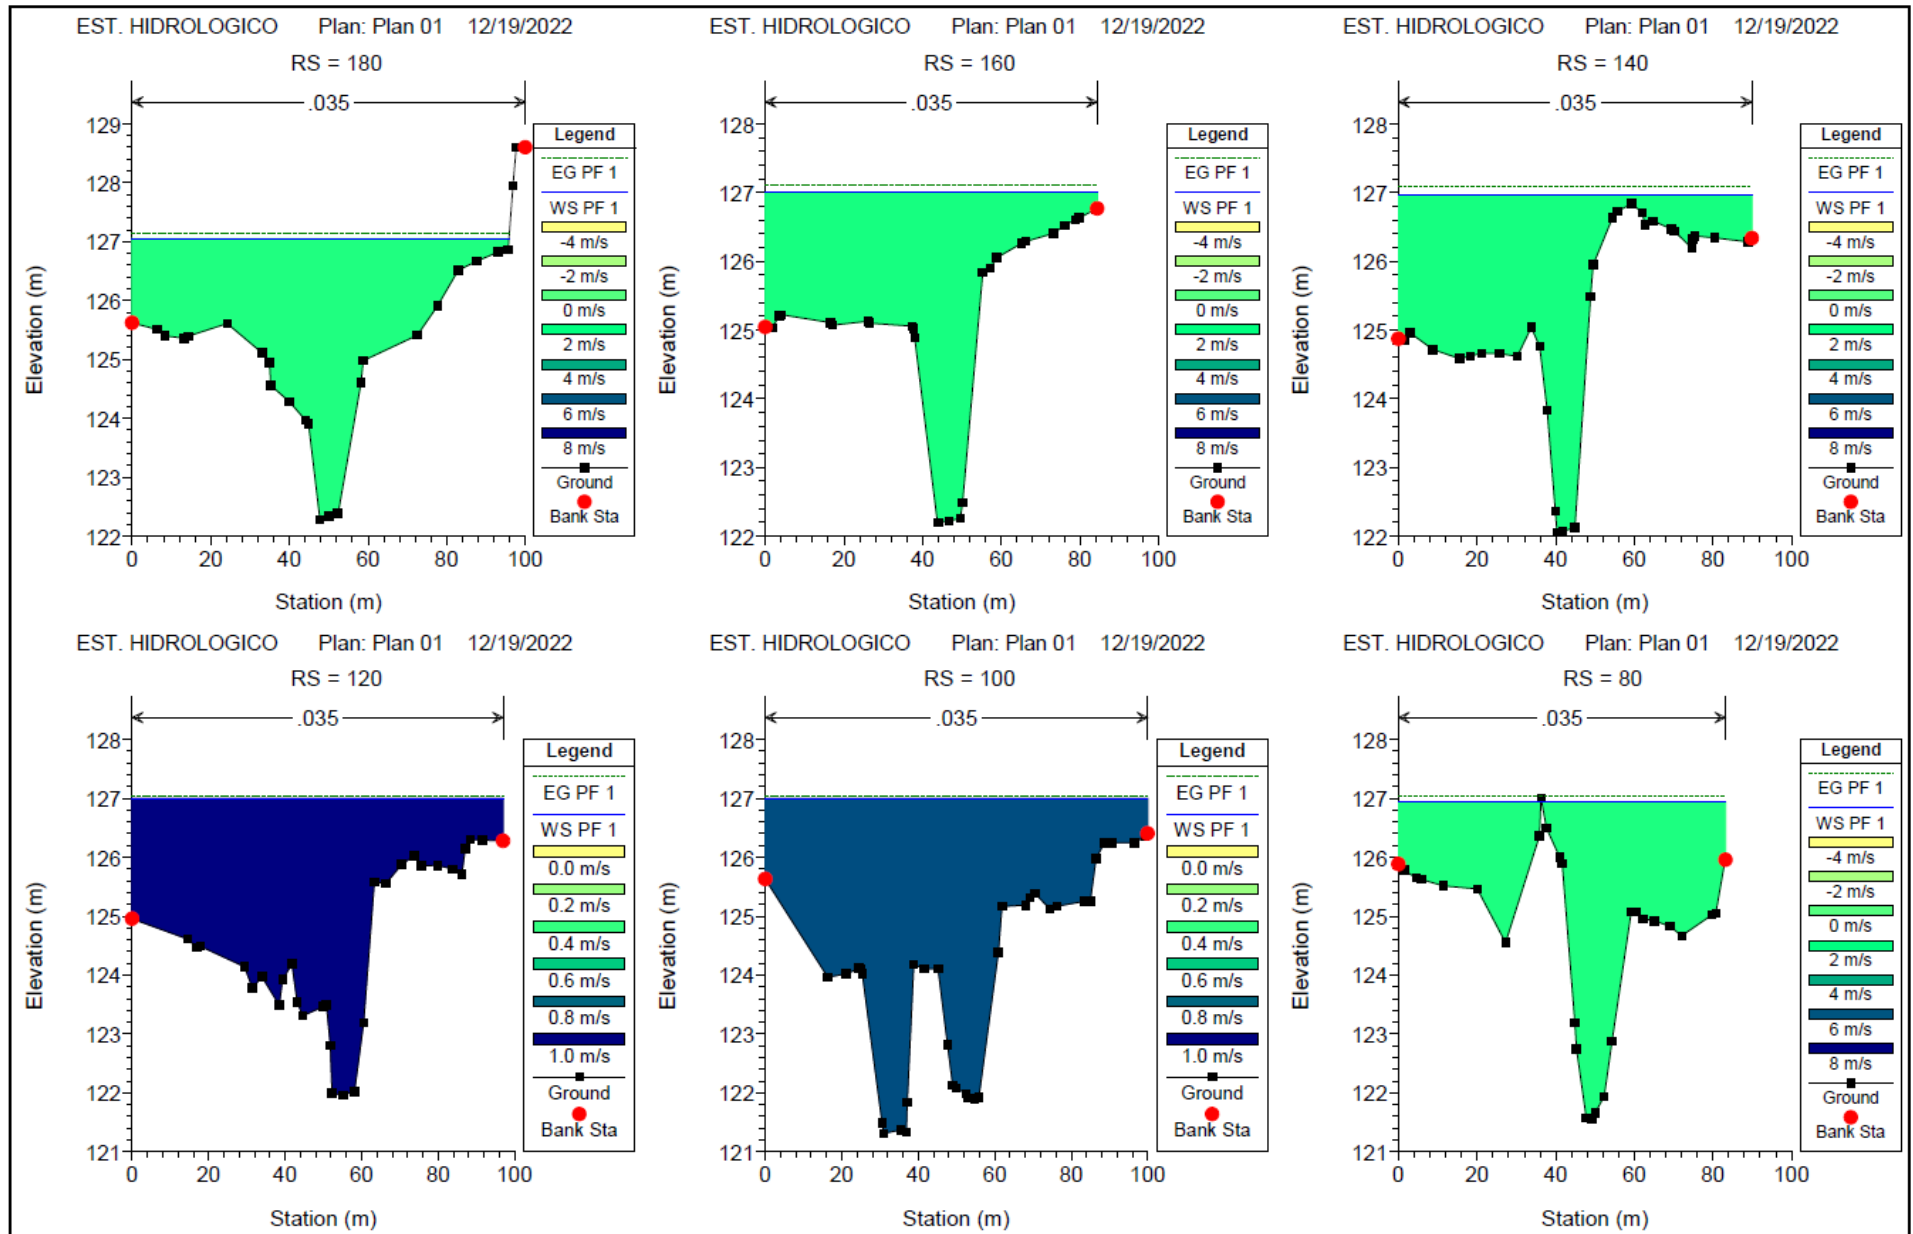 EST. HIDROLOGICO Plan: Plan 01 12/19/2022
RS = 180
.035
129
128
127
126
125
124
123
122
Elevation (m)
0 20 40 60 80 100
Station (m)
Legend
EG PF 1
WS PF 1
-4 m/s
-2 m/s
0 m/s
2 m/s
4 m/s
6 m/s
8 m/s
Ground
Bank Sta
EST. HIDROLOGICO Plan: Plan 01 12/19/2022
RS = 160
.035
128
127
126
125
124
123
122
Elevation (m)
0 20 40 60 80 100
Station (m)
Legend
EG PF 1
WS PF 1
-4 m/s
-2 m/s
0 m/s
2 m/s
4 m/s
6 m/s
8 m/s
Ground
Bank Sta
EST. HIDROLOGICO Plan: Plan 01 12/19/2022
RS = 140
.035
128
127
126
125
124
123
122
Elevation (m)
0 20 40 60 80 100
Station (m)
Legend
EG PF 1
WS PF 1
-4 m/s
-2 m/s
0 m/s
2 m/s
4 m/s
6 m/s
8 m/s
Ground
Bank Sta
EST. HIDROLOGICO Plan: Plan 01 12/19/2022
RS = 120
.035
128
127
126
125
124
123
122
121
Elevation (m)
0 20 40 60 80 100
Station (m)
Legend
EG PF 1
WS PF 1
0.0 m/s
0.2 m/s
0.4 m/s
0.6 m/s
0.8 m/s
1.0 m/s
Ground
Bank Sta
EST. HIDROLOGICO Plan: Plan 01 12/19/2022
RS = 100
.035
128
127
126
125
124
123
122
121
Elevation (m)
0 20 40 60 80 100
Station (m)
Legend
EG PF 1
WS PF 1
0.0 m/s
0.2 m/s
0.4 m/s
0.6 m/s
0.8 m/s
1.0 m/s
Ground
Bank Sta
EST. HIDROLOGICO Plan: Plan 01 12/19/2022
RS = 80
.035
128
127
126
125
124
123
122
121
Elevation (m)
0 20 40 60 80 100
Station (m)
Legend
EG PF 1
WS PF 1
-4 m/s
-2 m/s
0 m/s
2 m/s
4 m/s
6 m/s
8 m/s
Ground
Bank Sta